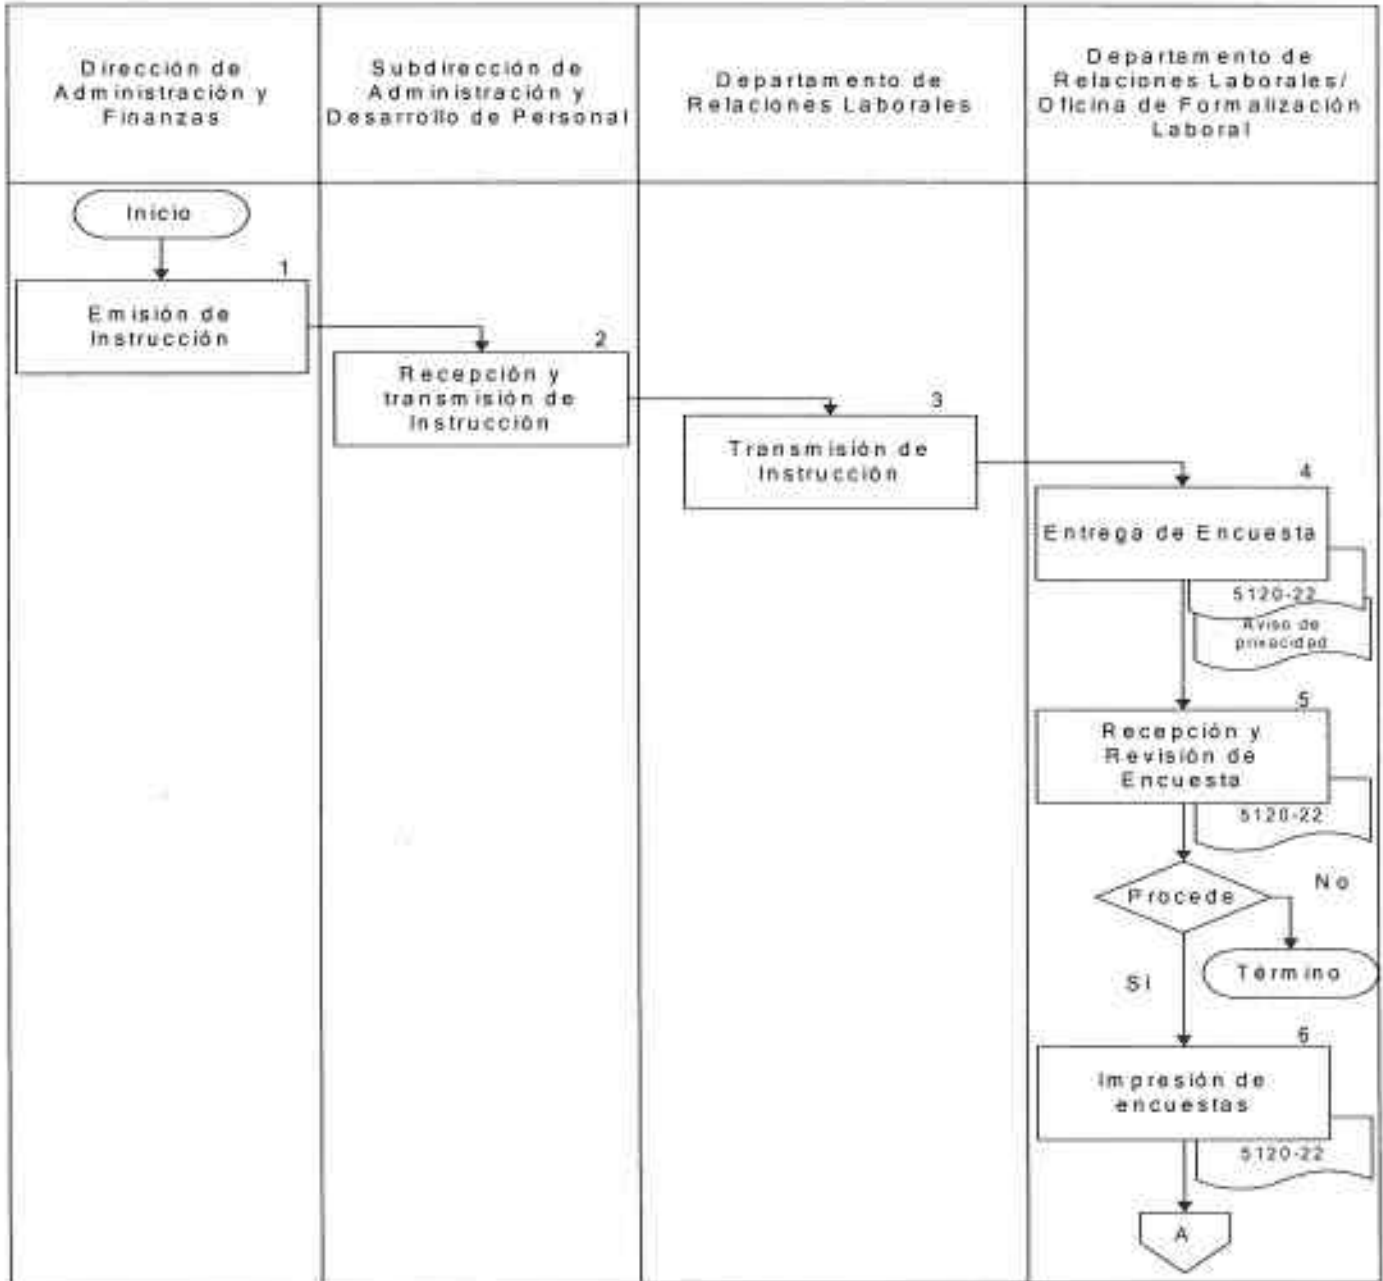 Dirección de
Administración y
Finanzas
Subdirección de
Administración y
Desarrollo de Personal
Departamento de
Relaciones Laborales
Departamento de
Relaciones Laborales/
Oficina de Formalización
Laboral
Inicio
1
Emisión de
Instrucción
2
Recepción y
transmisión de
Instrucción
3
Transmisión de
Instrucción
4
Entrega de Encuesta
5120-22
Aviso de
privacidad
5
Recepción y
Revisión de
Encuesta
5120-22
Procede
No
Término
Sí
6
Impresión de
encuestas
5120-22
A